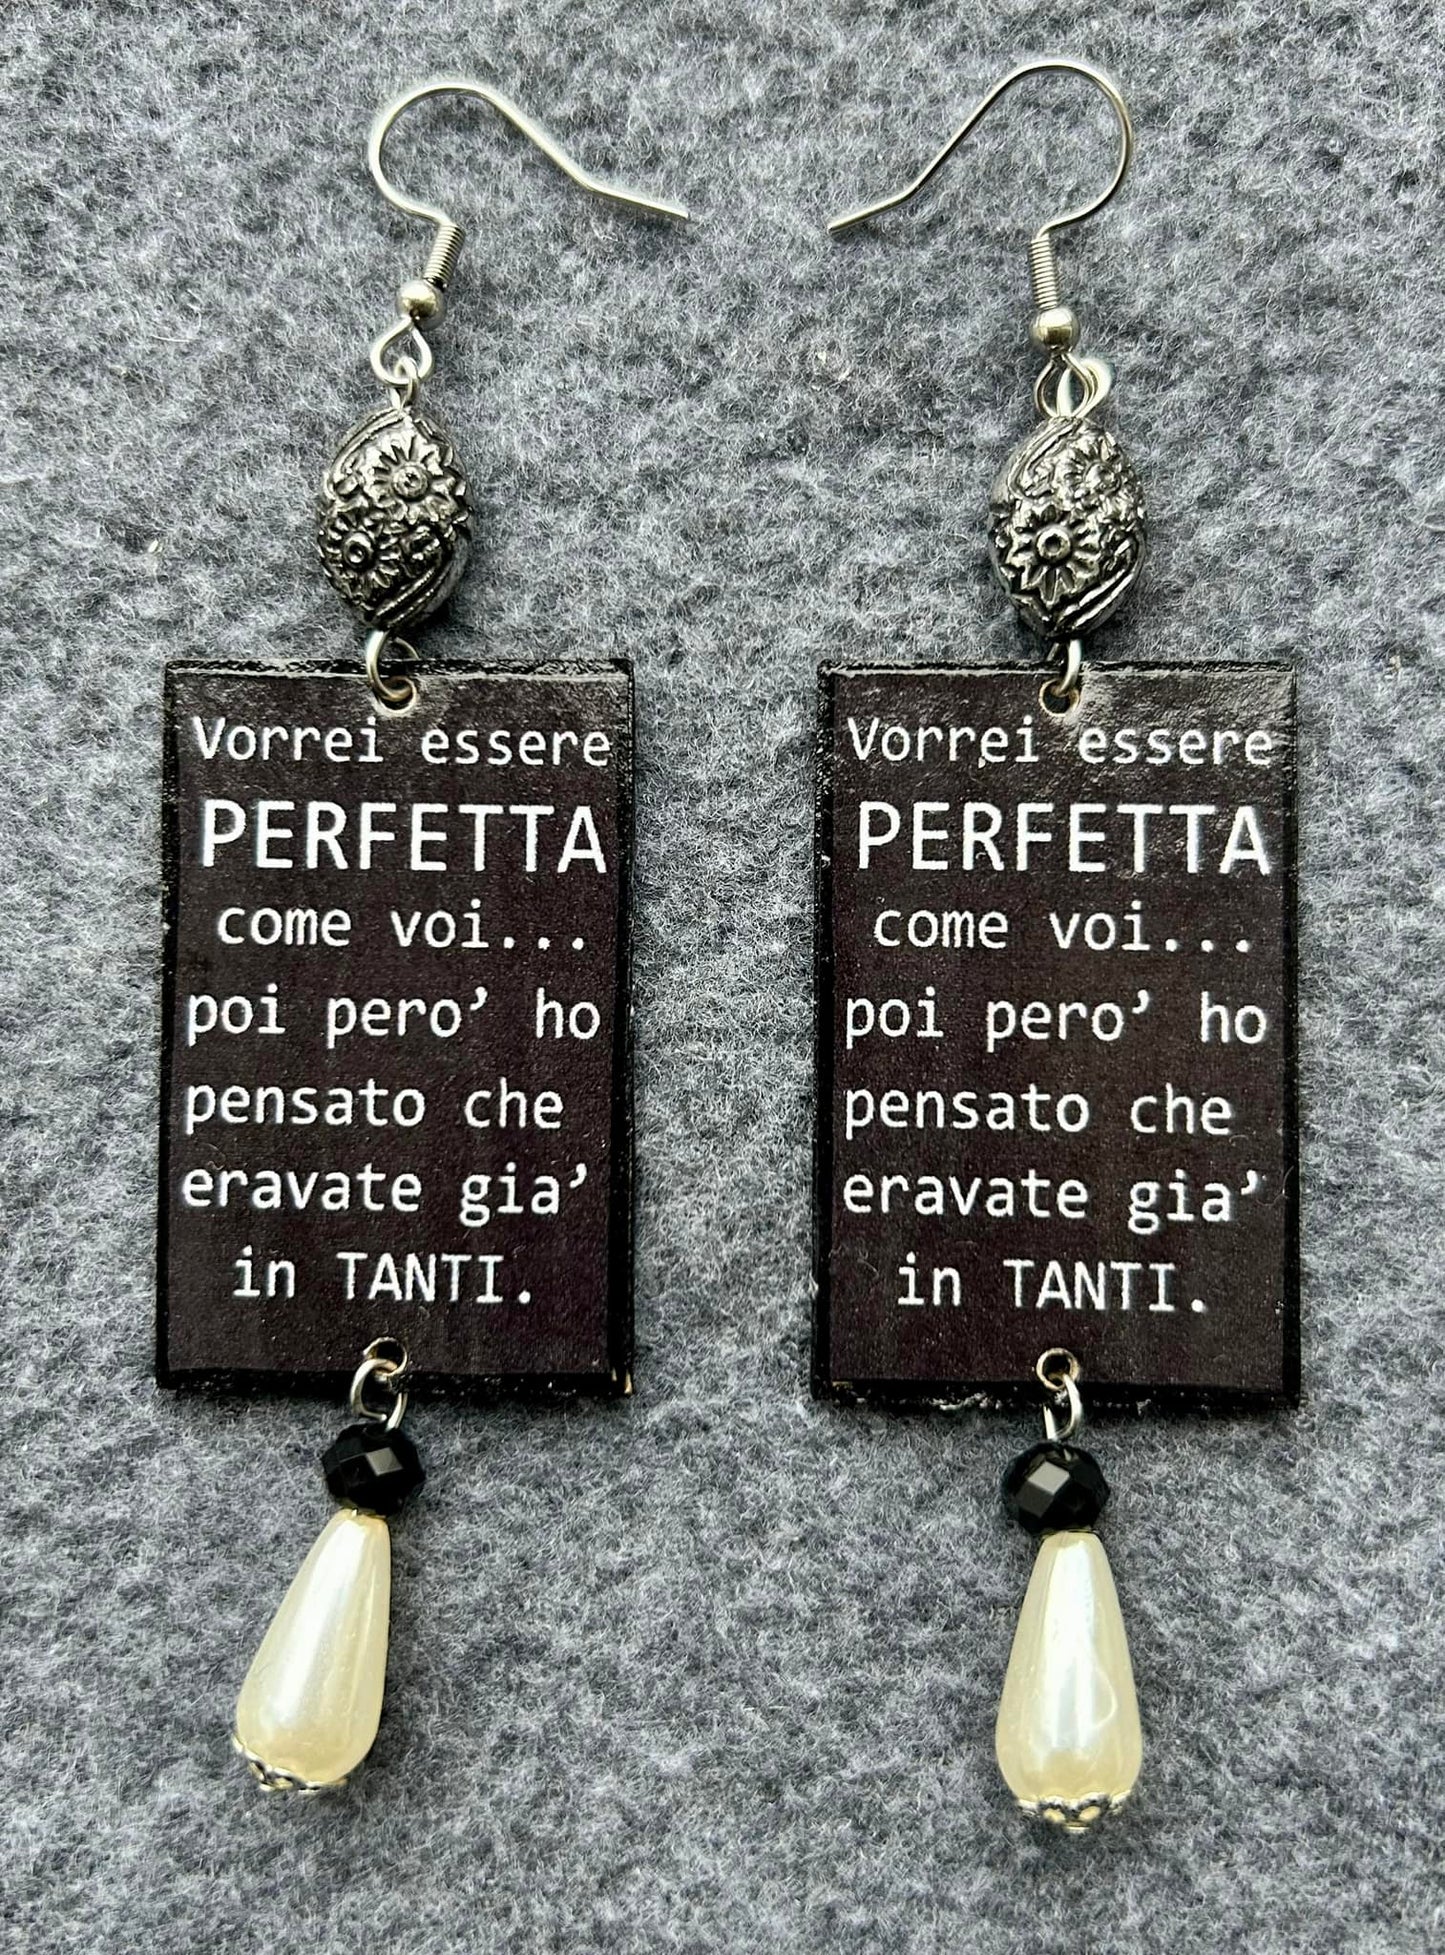 Vorrei essere
PERFETTA
come voi...
poi pero’ ho
pensato che
eravate gia’
in TANTI.
Vorrei essere
PERFETTA
come voi...
poi pero’ ho
pensato che
eravate gia’
in TANTI.